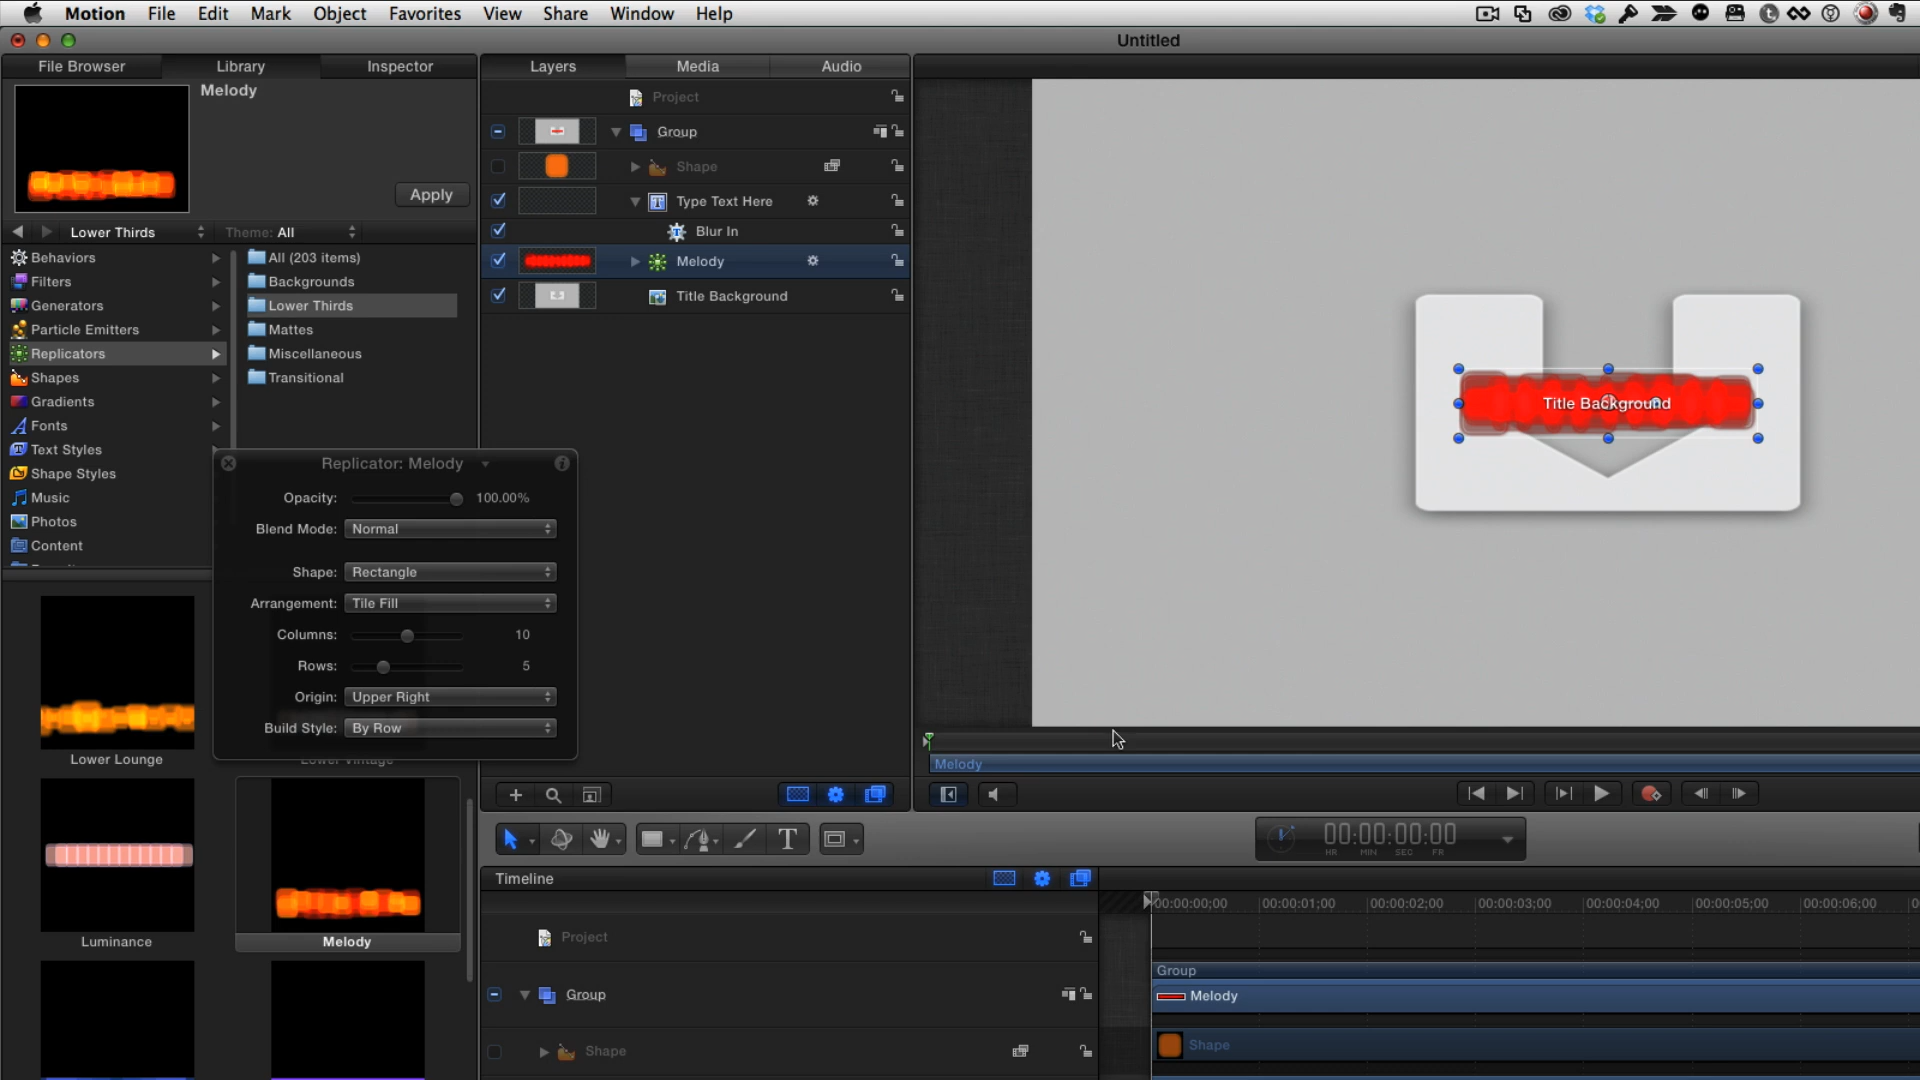 Motion File Edit Mark Object Favorites View Share Window Help
Untitled
File Browser Library Inspector
Layers Media Audio
Melody
Apply
Lower Thirds
Theme: All
Behaviors
Filters
Generators
Particle Emitters
Replicators
Shapes
Gradients
Fonts
Text Styles
Shape Styles
Music
Photos
Content
All (203 items)
Backgrounds
Lower Thirds
Mattes
Miscellaneous
Transitional
Project
Group
Shape
Type Text Here
Blur In
Melody
Title Background
Replicator: Melody
Opacity: 100.00%
Blend Mode: Normal
Shape: Rectangle
Arrangement: Tile Fill
Columns: 10
Rows: 5
Origin: Upper Right
Build Style: By Row
Lower Lounge
Lower Vintage
Luminance
Melody
Title Background
Melody
00:00:00:00
HR MIN SEC FR
Timeline
00:00:00;00 00:00:01;00 00:00:02;00 00:00:03;00 00:00:04;00 00:00:05;00 00:00:06;00
Project
Group
Shape
Group
Melody
Shape